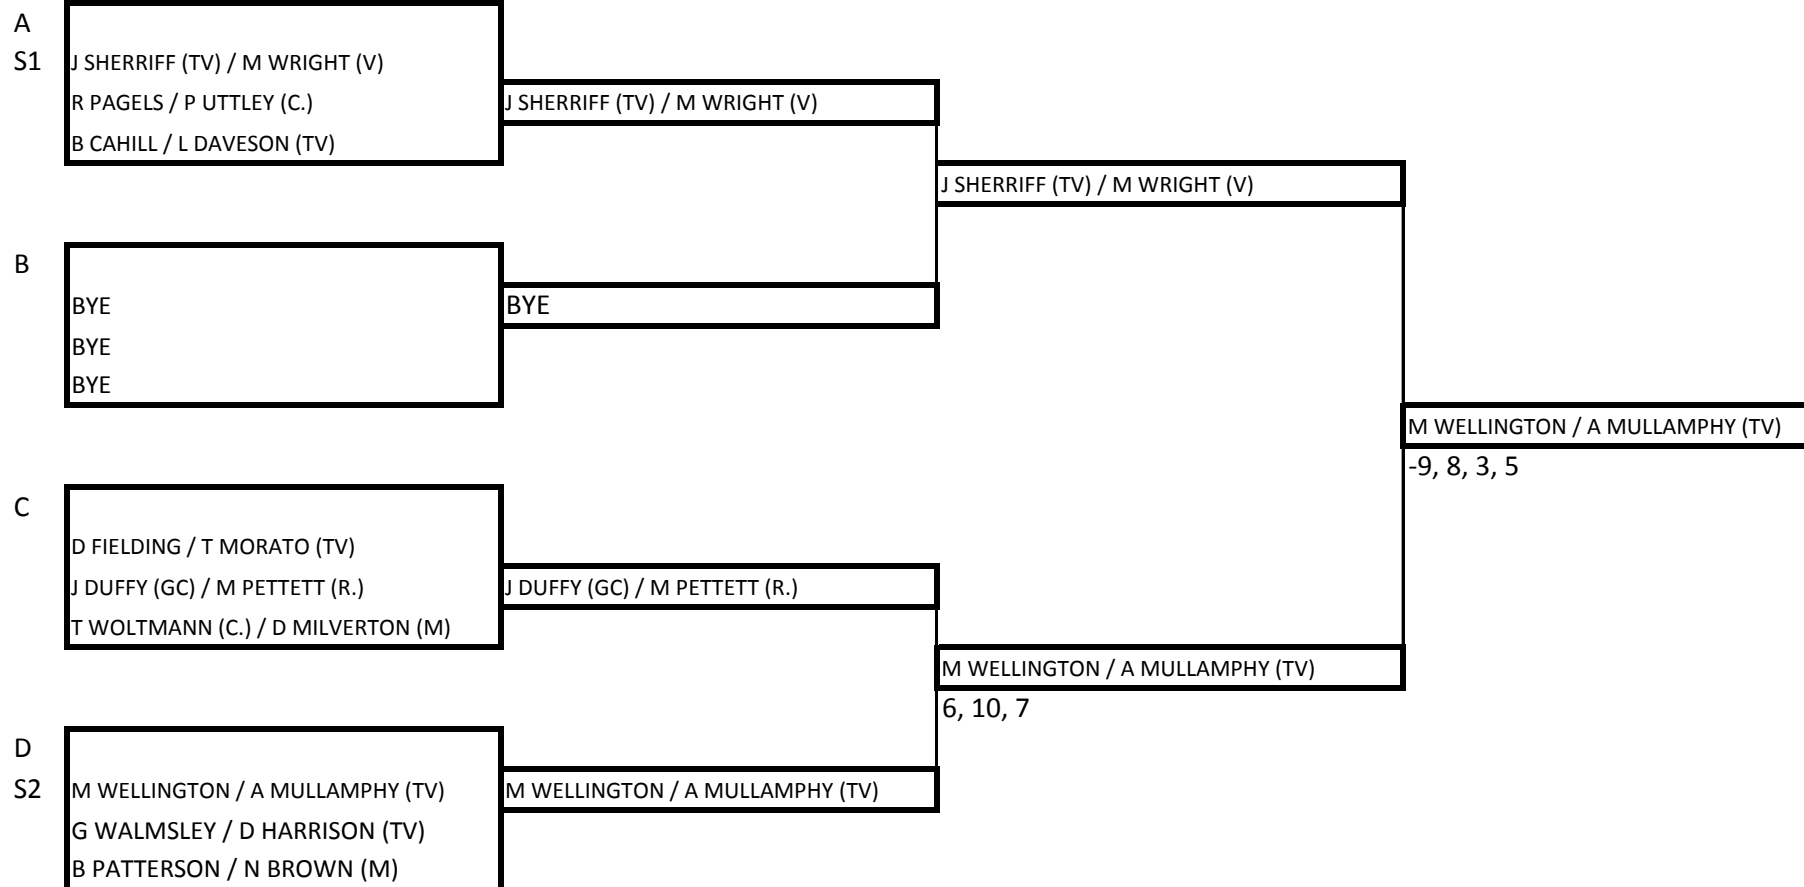 A
S1
J SHERRIFF (TV) / M WRIGHT (V)
R PAGELS / P UTTLEY (C.)
B CAHILL / L DAVESON (TV)
J SHERRIFF (TV) / M WRIGHT (V)
J SHERRIFF (TV) / M WRIGHT (V)
B
BYE
BYE
BYE
BYE
M WELLINGTON / A MULLAMPHY (TV)
-9, 8, 3, 5
C
D FIELDING / T MORATO (TV)
J DUFFY (GC) / M PETTETT (R.)
T WOLTMANN (C.) / D MILVERTON (M)
J DUFFY (GC) / M PETTETT (R.)
M WELLINGTON / A MULLAMPHY (TV)
6, 10, 7
D
S2
M WELLINGTON / A MULLAMPHY (TV)
G WALMSLEY / D HARRISON (TV)
B PATTERSON / N BROWN (M)
M WELLINGTON / A MULLAMPHY (TV)